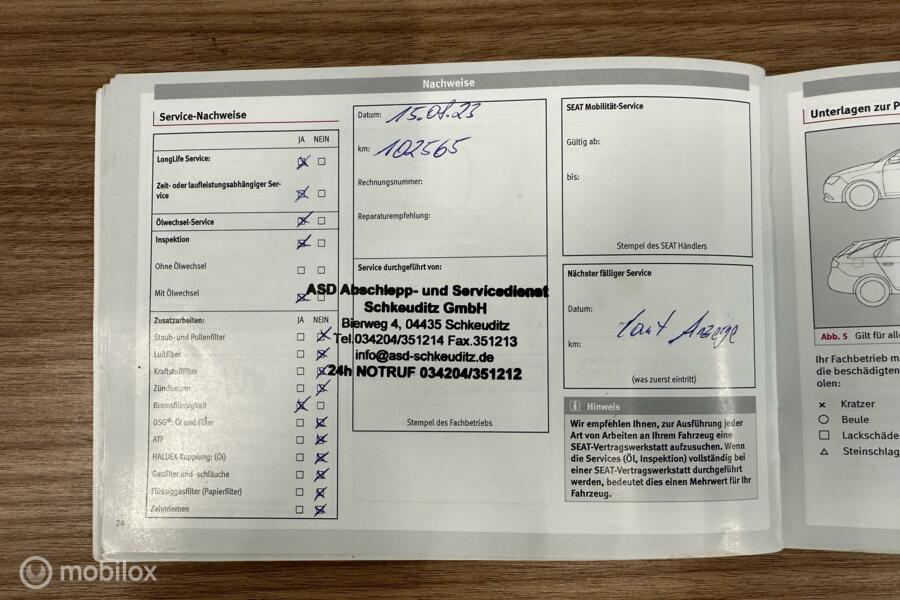 Nachweise
Service-Nachweise
JA NEIN
LongLife Service:
Zeit- oder laufleistungsabhängiger Ser-
vice
Ölwechsel-Service
Inspektion
Ohne Ölwechsel
Mit Ölwechsel
Zusatzarbeiten: JA NEIN
Staub- und Pollenfilter
Luftfilter
Kraftstofffilter
Zündkerzen
Bremsflüssigkeit
DSG®: Öl und Filter
ATF
HALDEX-Kupplung: (Öl)
Gasfilter und -schläuche
Flüssiggasfilter (Papierfilter)
Zahnriemen
24
Datum: 15.08.23
km: 102565
Rechnungsnummer:
Reparaturempfehlung:
Service durchgeführt von:
ASD Abschlepp- und Servicedienst
Schkeuditz GmbH
Bierweg 4, 04435 Schkeuditz
Tel.034204/351214 Fax.351213
info@asd-schkeuditz.de
24h NOTRUF 034204/351212
Stempel des Fachbetriebs
SEAT Mobilität-Service
Gültig ab:
bis:
Stempel des SEAT Händlers
Nächster fälliger Service
Datum:
km:
laut Anzeige
(was zuerst eintritt)
Hinweis
Wir empfehlen Ihnen, zur Ausführung jeder
Art von Arbeiten an Ihrem Fahrzeug eine
SEAT-Vertragswerkstatt aufzusuchen. Wenn
die Services (Öl, Inspektion) vollständig bei
einer SEAT-Vertragswerkstatt durchgeführt
werden, bedeutet dies einen Mehrwert für Ihr
Fahrzeug.
Unterlagen zur P
Abb. 5 Gilt für alle
Ihr Fachbetrieb m
die beschädigten
olen:
Kratzer
Beule
Lackschäde
Steinschlag
mobilox